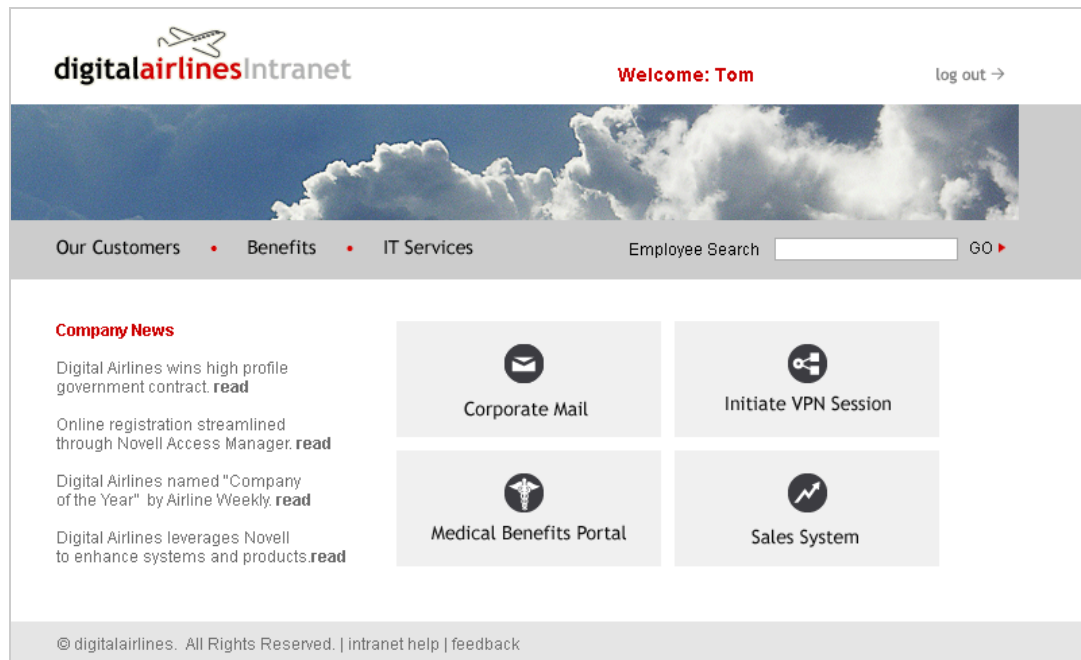 digitalairlinesIntranet
Welcome: Tom
log out →
Our Customers • Benefits • IT Services
Employee Search GO
Company News
Digital Airlines wins high profile
government contract. read
Online registration streamlined
through Novell Access Manager. read
Digital Airlines named "Company
of the Year" by Airline Weekly. read
Digital Airlines leverages Novell
to enhance systems and products.read
Corporate Mail
Initiate VPN Session
Medical Benefits Portal
Sales System
© digitalairlines. All Rights Reserved. | intranet help | feedback